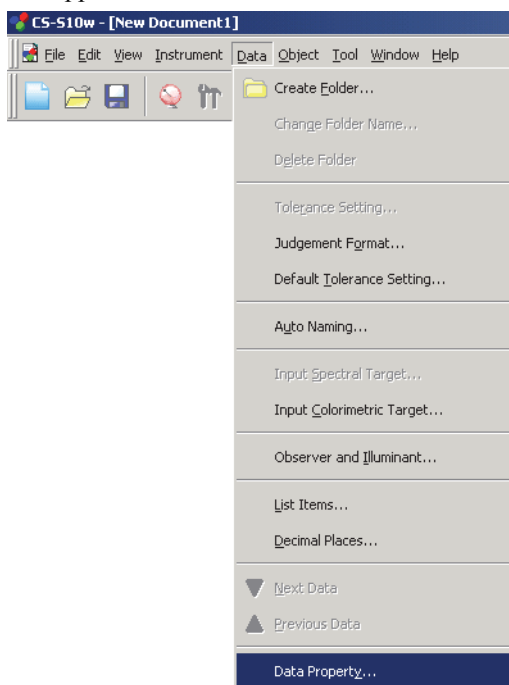 CS-S10w - [New Document1]
File Edit View Instrument Data Object Tool Window Help
Create Folder...
Change Folder Name...
Delete Folder
Tolerance Setting...
Judgement Format...
Default Tolerance Setting...
Auto Naming...
Input Spectral Target...
Input Colorimetric Target...
Observer and Illuminant...
List Items...
Decimal Places...
Next Data
Previous Data
Data Property...